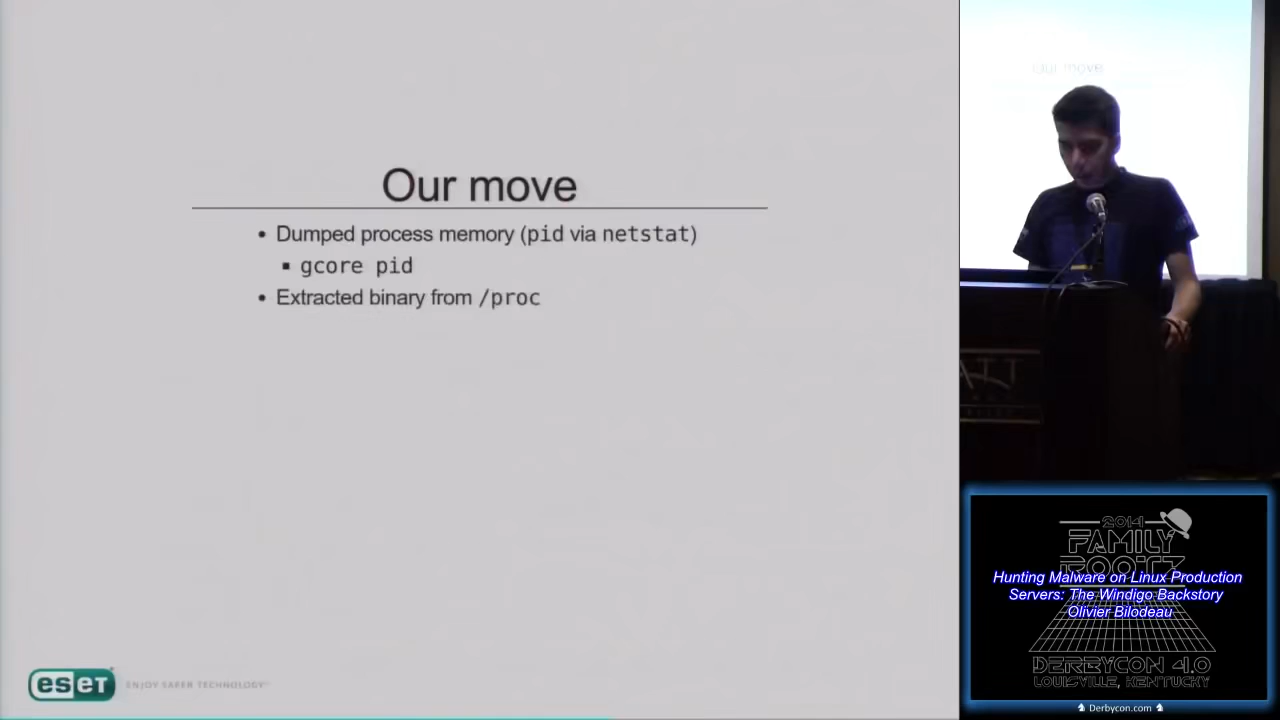 Our move
• Dumped process memory (pid via netstat)
▪ gcore pid
• Extracted binary from /proc
eseT
ENJOY SAFER TECHNOLOGY
Our move
2014
FAMILY
ROOTZ
Hunting Malware on Linux Production
Servers: The Windigo Backstory
Olivier Bilodeau
DERBYCON 4.0
LOUISVILLE, KENTUCKY
Derbycon.com